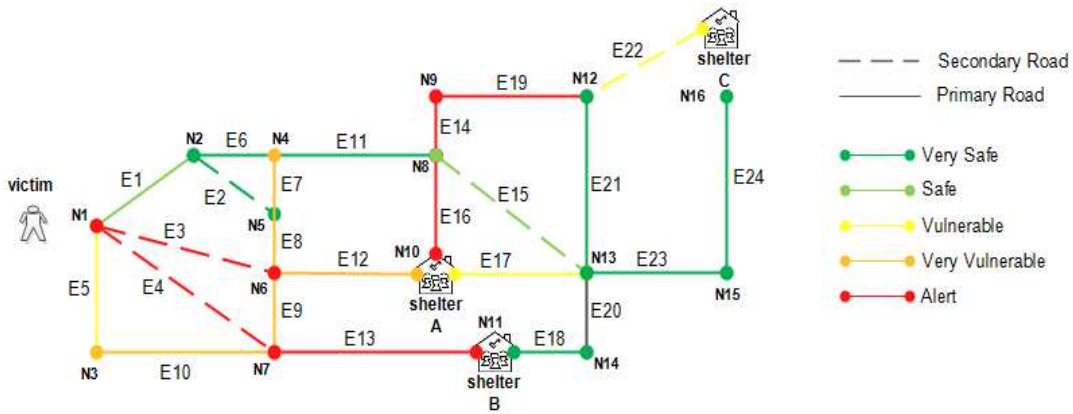 E22
shelter
C
Secondary Road
Primary Road
N9
E19
N12
N16
E14
N2
E6
N4
E11
N8
Very Safe
victim
E1
E2
E7
E15
E21
E24
Safe
N1
E3
N5
E16
Vulnerable
E8
N10
E12
E17
N13
E23
Very Vulnerable
E5
E4
N6
shelter
A
N15
Alert
E9
N11
E20
E13
E18
N3
E10
N7
N14
shelter
B